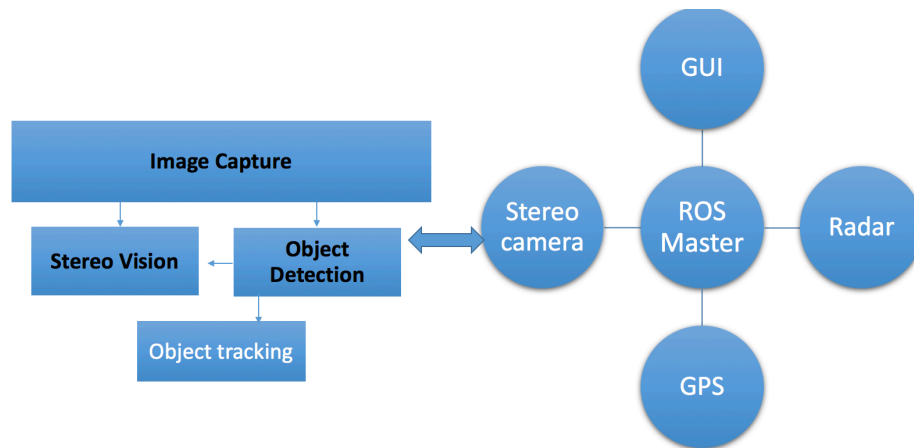 GUI
Image Capture
Stereo
camera
ROS
Master
Radar
Stereo Vision
Object
Detection
Object tracking
GPS